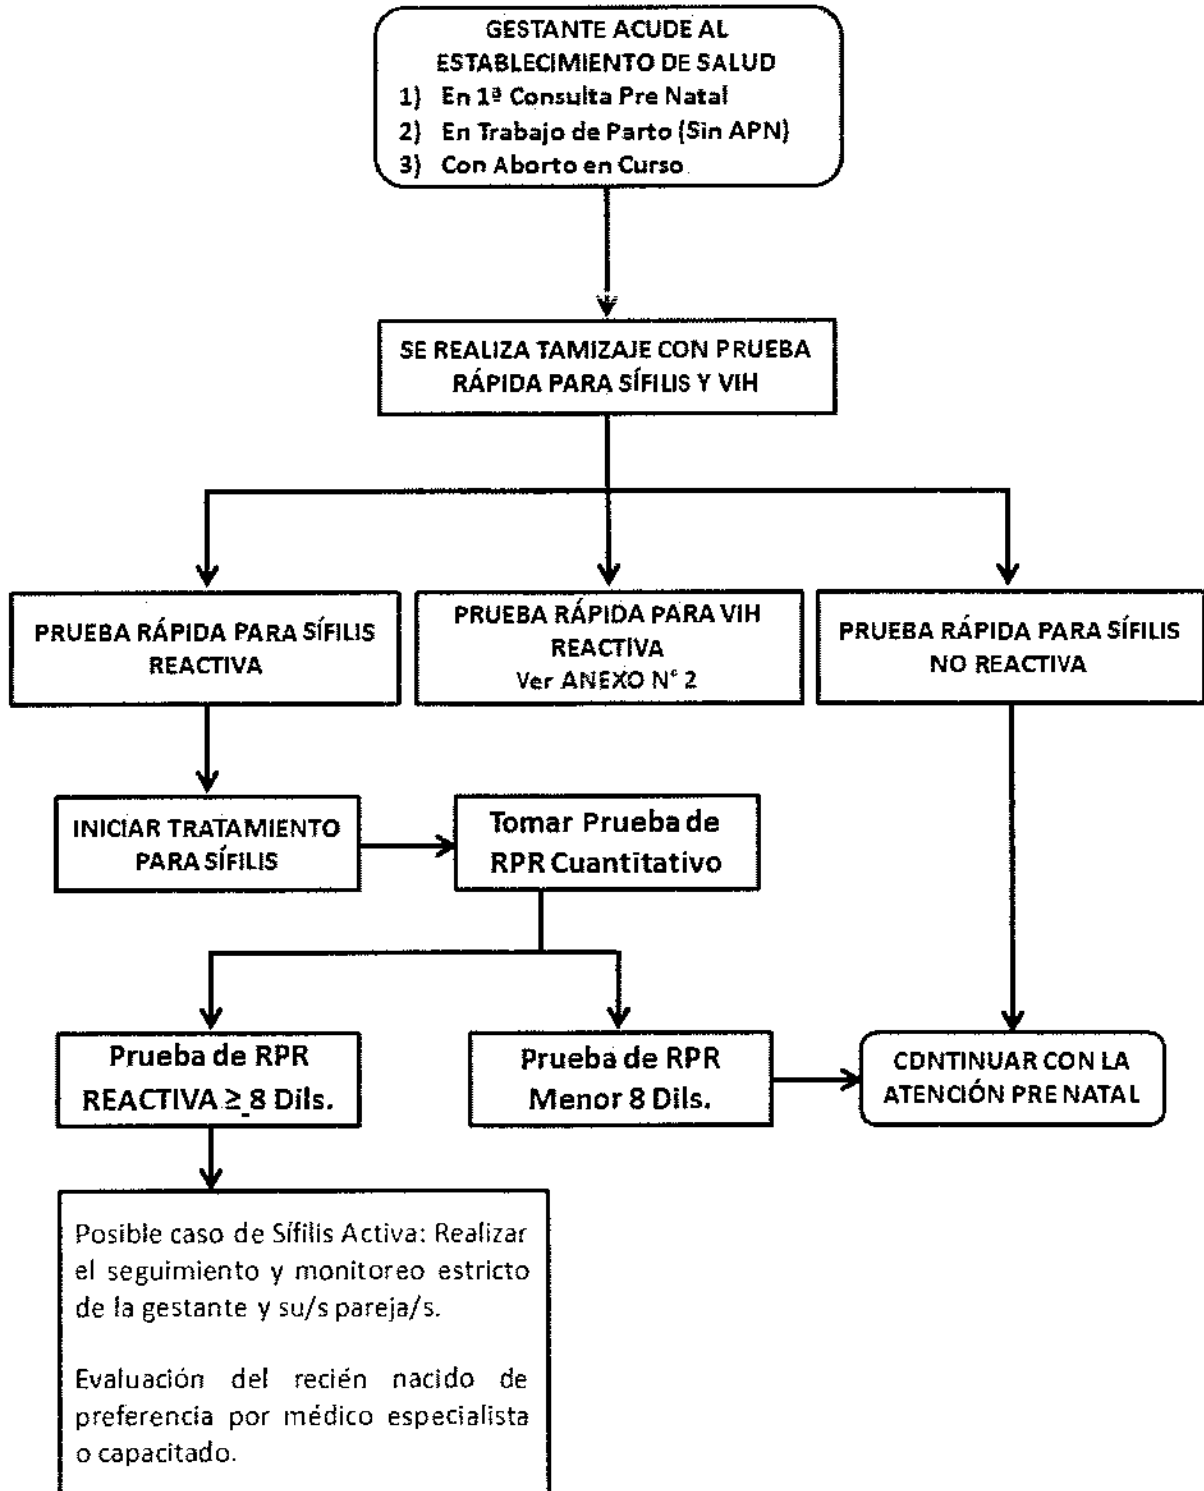 GESTANTE ACUDE AL
ESTABLECIMIENTO DE SALUD
1) En 1ª Consulta Pre Natal
2) En Trabajo de Parto (Sin APN)
3) Con Aborto en Curso
SE REALIZA TAMIZAJE CON PRUEBA
RÁPIDA PARA SÍFILIS Y VIH
PRUEBA RÁPIDA PARA SÍFILIS
REACTIVA
PRUEBA RÁPIDA PARA VIH
REACTIVA
Ver ANEXO N° 2
PRUEBA RÁPIDA PARA SÍFILIS
NO REACTIVA
INICIAR TRATAMIENTO
PARA SÍFILIS
Tomar Prueba de
RPR Cuantitativo
Prueba de RPR
REACTIVA ≥ 8 Dils.
Prueba de RPR
Menor 8 Dils.
CONTINUAR CON LA
ATENCIÓN PRE NATAL
Posible caso de Sífilis Activa: Realizar
el seguimiento y monitoreo estricto
de la gestante y su/s pareja/s.
Evaluación del recién nacido de
preferencia por médico especialista
o capacitado.